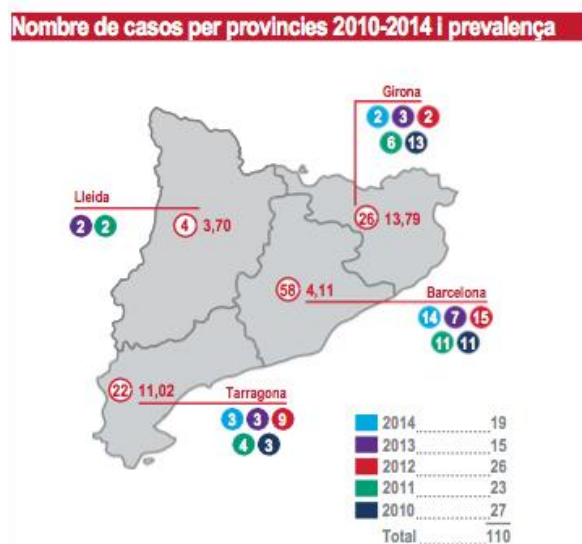 Nombre de casos per provincies 2010-2014 i prevalença
Girona
2 3 2
6 13
Lleida
2 2
4 3,70
26 13,79
58 4,11
Barcelona
14 7 15
11 11
22 11,02
Tarragona
3 3 9
4 3
2014 19
2013 15
2012 26
2011 23
2010 27
Total 110